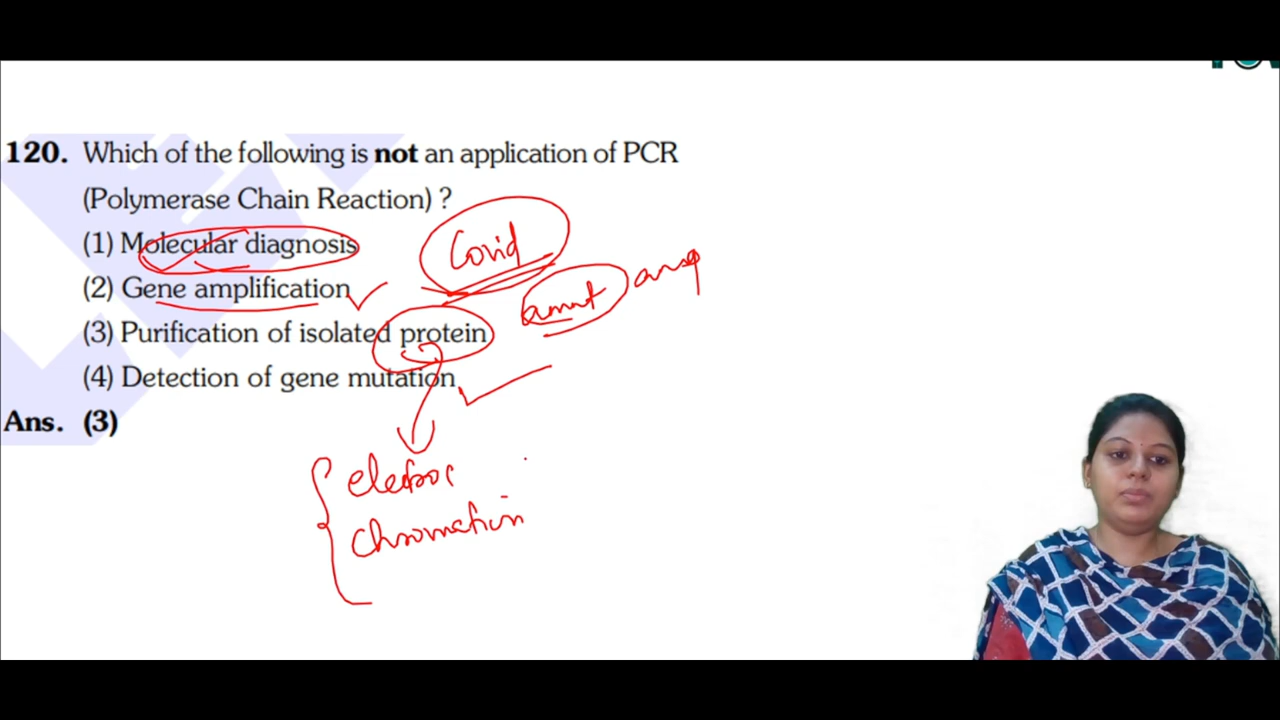 120. Which of the following is not an application of PCR
(Polymerase Chain Reaction) ?
(1) Molecular diagnosis
Covid
(2) Gene amplification
(3) Purification of isolated protein
(4) Detection of gene mutation
Ans. (3)
chromation